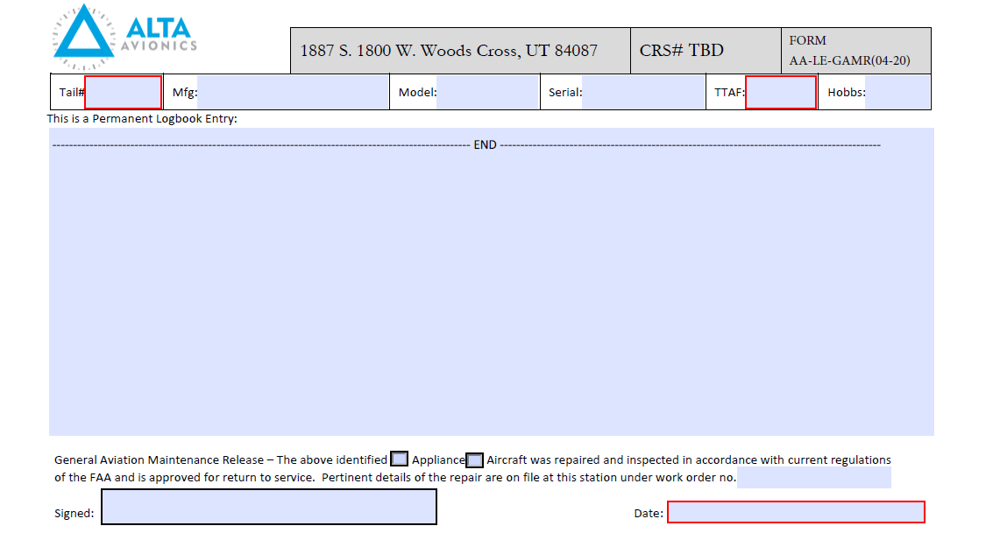 ALTA
AVIONICS
1887 S. 1800 W. Woods Cross, UT 84087
CRS# TBD
FORM
AA-LE-GAMR(04-20)
Tail# Mfg: Model: Serial: TTAF: Hobbs:
This is a Permanent Logbook Entry:
------------------------------------------------------------------------------------------------------ END ---------------------------------------------------------------------------------------------
General Aviation Maintenance Release – The above identified Appliance Aircraft was repaired and inspected in accordance with current regulations
of the FAA and is approved for return to service. Pertinent details of the repair are on file at this station under work order no.
Signed: Date: